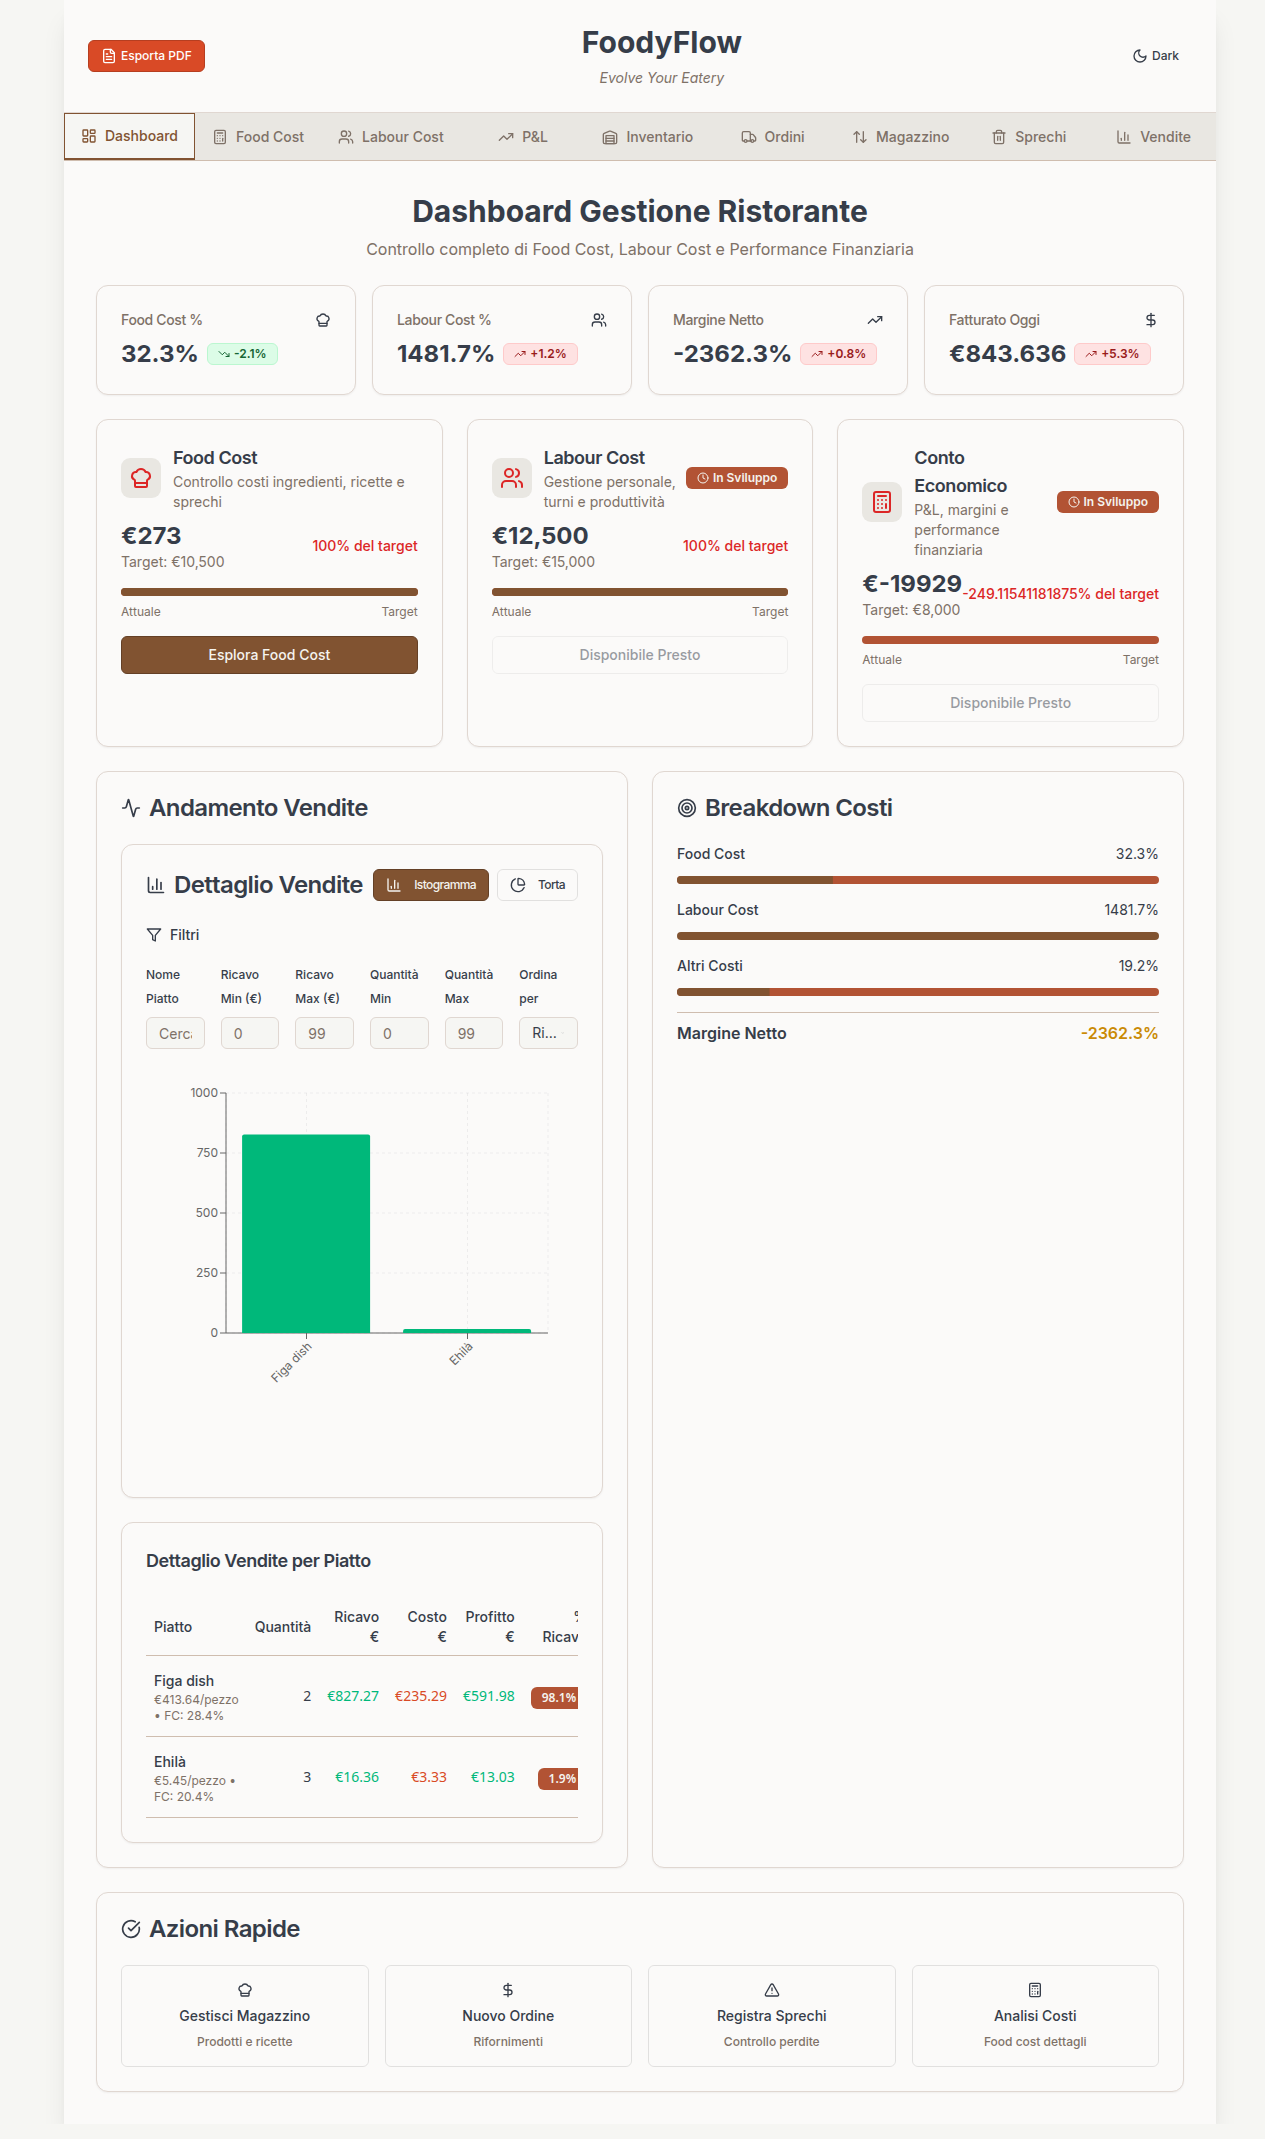 Esporta PDF
FoodyFlow
Evolve Your Eatery
Dark
Dashboard
Food Cost
Labour Cost
P&L
Inventario
Ordini
Magazzino
Sprechi
Vendite
Dashboard Gestione Ristorante
Controllo completo di Food Cost, Labour Cost e Performance Finanziaria
Food Cost %
32.3% -2.1%
Labour Cost %
1481.7% +1.2%
Margine Netto
-2362.3% +0.8%
Fatturato Oggi
€843.636 +5.3%
Food Cost
Controllo costi ingredienti, ricette e
sprechi
€273
Target: €10,500
100% del target
Attuale Target
Esplora Food Cost
Labour Cost
Gestione personale,
turni e produttività
In Sviluppo
€12,500
Target: €15,000
100% del target
Attuale Target
Disponibile Presto
Conto
Economico
P&L, margini e
performance
finanziaria
In Sviluppo
€-19929
Target: €8,000
-249.11541181875% del target
Attuale Target
Disponibile Presto
Andamento Vendite
Dettaglio Vendite
Istogramma
Torta
Filtri
Nome
Piatto
Ricavo
Min (€)
Ricavo
Max (€)
Quantità
Min
Quantità
Max
Ordina
per
Cerc
0
99
0
99
Ri...
1000
750
500
250
0
Figa dish
Ehilà
Dettaglio Vendite per Piatto
Piatto
Quantità
Ricavo
€
Costo
€
Profitto
€
Ricav
Figa dish
€413.64/pezzo
• FC: 28.4%
2 €827.27 €235.29 €591.98 98.1%
Ehilà
€5.45/pezzo •
FC: 20.4%
3 €16.36 €3.33 €13.03 1.9%
Breakdown Costi
Food Cost 32.3%
Labour Cost 1481.7%
Altri Costi 19.2%
Margine Netto -2362.3%
Azioni Rapide
Gestisci Magazzino
Prodotti e ricette
Nuovo Ordine
Rifornimenti
Registra Sprechi
Controllo perdite
Analisi Costi
Food cost dettagli